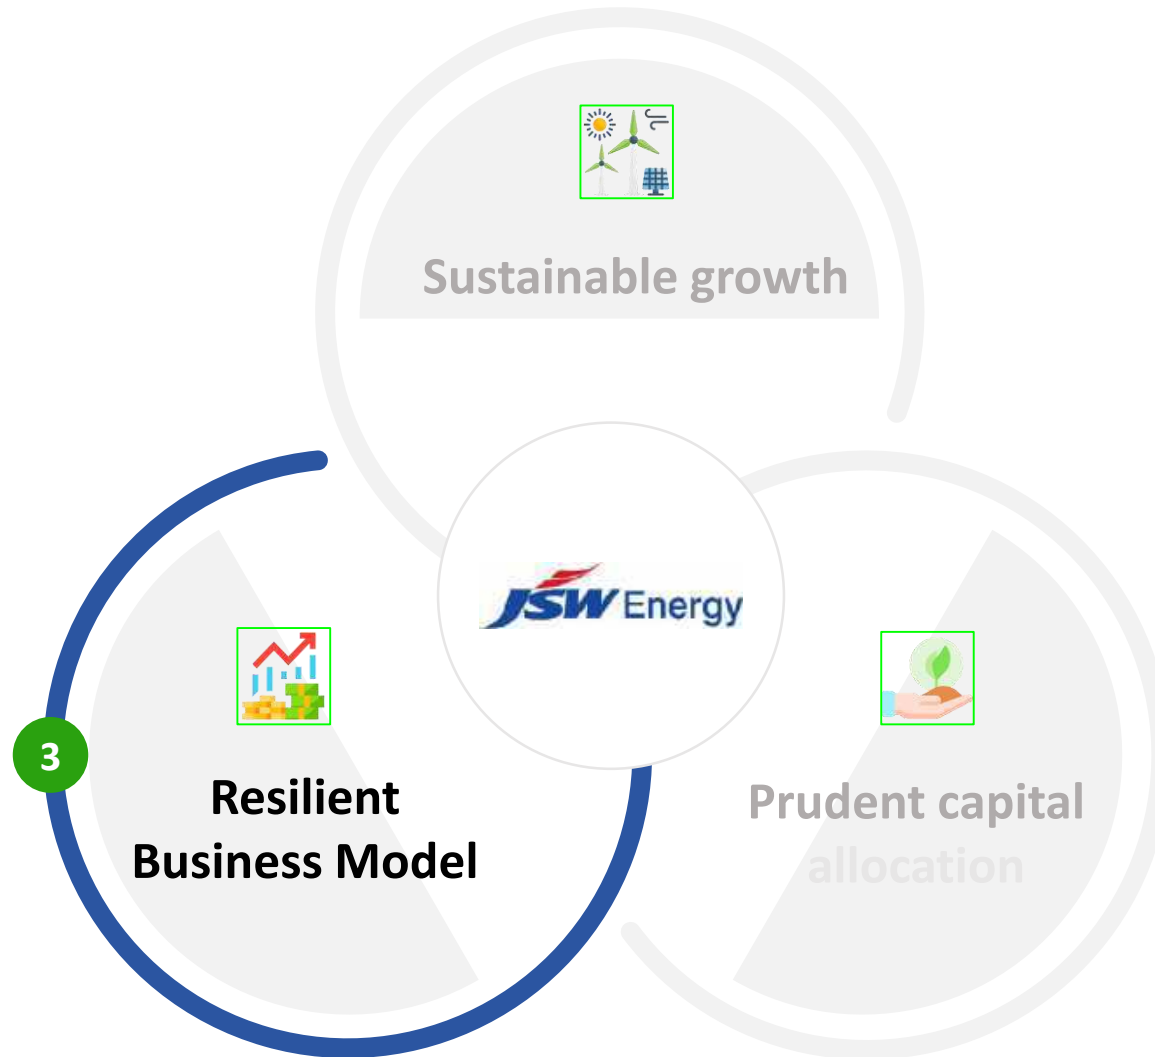 Sustainable growth
JSW Energy
3
Resilient
Business Model
Prudent capital
allocation